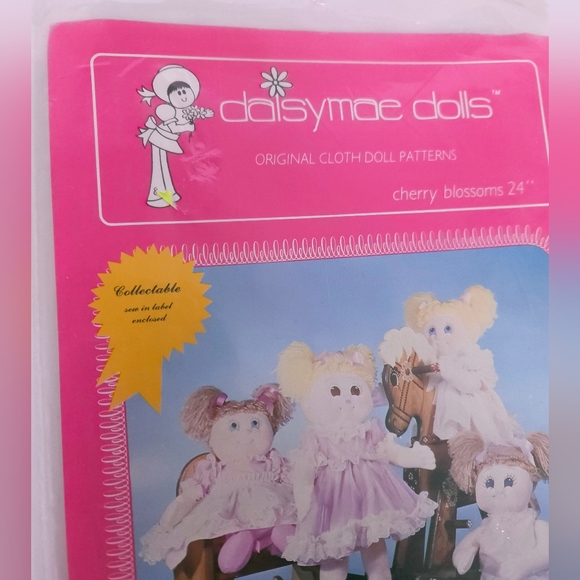 daisymae dolls™
ORIGINAL CLOTH DOLL PATTERNS
cherry blossoms 24"
Collectable
sew in label
enclosed